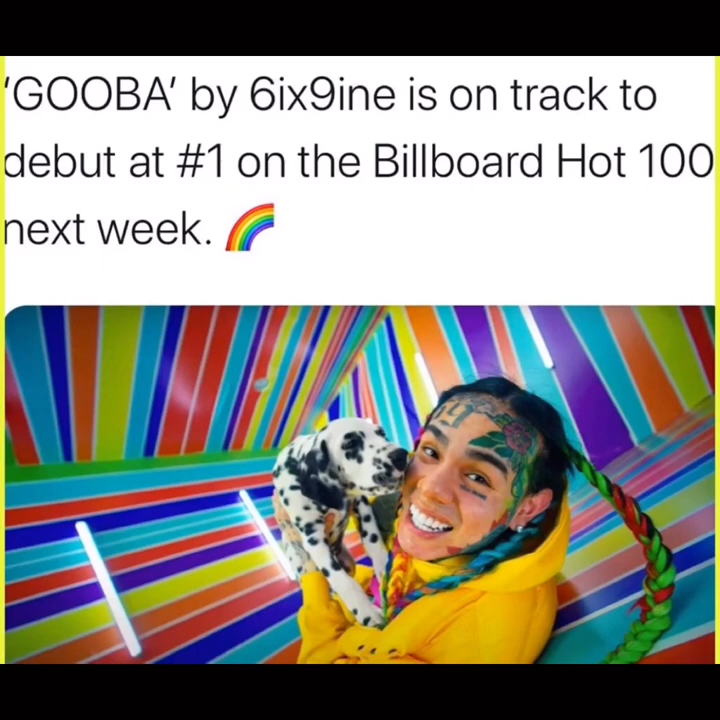 'GOOBA' by 6ix9ine is on track to
debut at #1 on the Billboard Hot 100
next week. 🌈